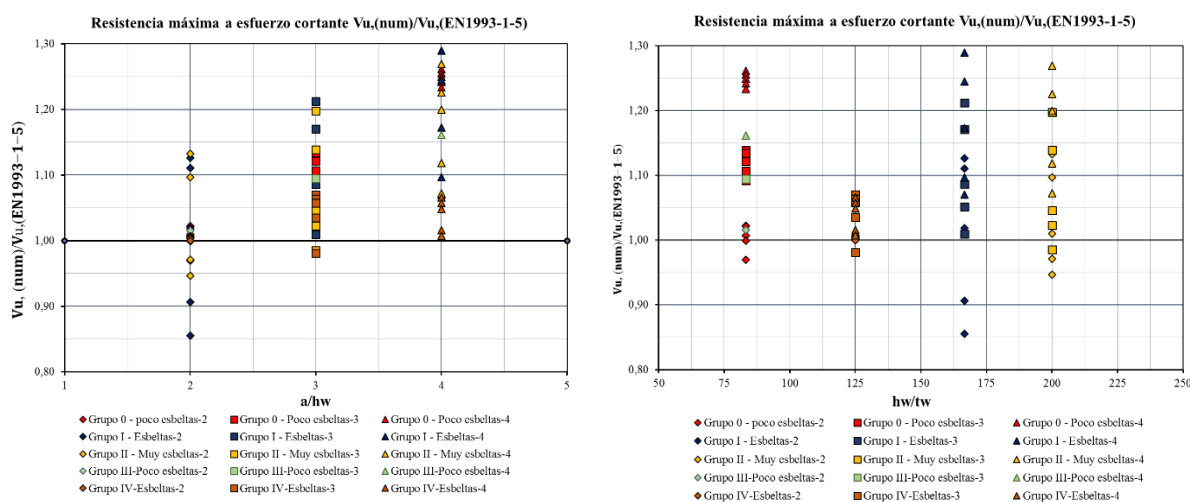 Resistencia máxima a esfuerzo cortante Vu,(num)/Vu,(EN1993-1-5)
Vu, (num)/Vu,(EN1993-1-5)
1,30
1,20
1,10
1,00
0,90
0,80
1 2 3 4 5
a/hw
Grupo 0 - poco esbeltas-2 Grupo 0 - Poco esbeltas-3 Grupo 0 - Poco esbeltas-4
Grupo I - Esbeltas-2 Grupo I - Esbeltas-3 Grupo I - Esbeltas-4
Grupo II - Muy esbeltas-2 Grupo II - Muy esbeltas-3 Grupo II - Muy esbeltas-4
Grupo III-Poco esbeltas-2 Grupo III-Poco esbeltas-3 Grupo III-Poco esbeltas-4
Grupo IV-Esbeltas-2 Grupo IV-Esbeltas-3 Grupo IV-Esbeltas-4
Resistencia máxima a esfuerzo cortante Vu,(num)/Vu,(EN1993-1-5)
Vu, (num)/Vu,(EN1993-1-5)
1,30
1,20
1,10
1,00
0,90
0,80
50 75 100 125 150 175 200 225 250
hw/tw
Grupo 0 - poco esbeltas-2 Grupo 0 - Poco esbeltas-3 Grupo 0 - Poco esbeltas-4
Grupo I - Esbeltas-2 Grupo I - Esbeltas-3 Grupo I - Esbeltas-4
Grupo II - Muy esbeltas-2 Grupo II - Muy esbeltas-3 Grupo II - Muy esbeltas-4
Grupo III-Poco esbeltas-2 Grupo III-Poco esbeltas-3 Grupo III-Poco esbeltas-4
Grupo IV-Esbeltas-2 Grupo IV-Esbeltas-3 Grupo IV-Esbeltas-4